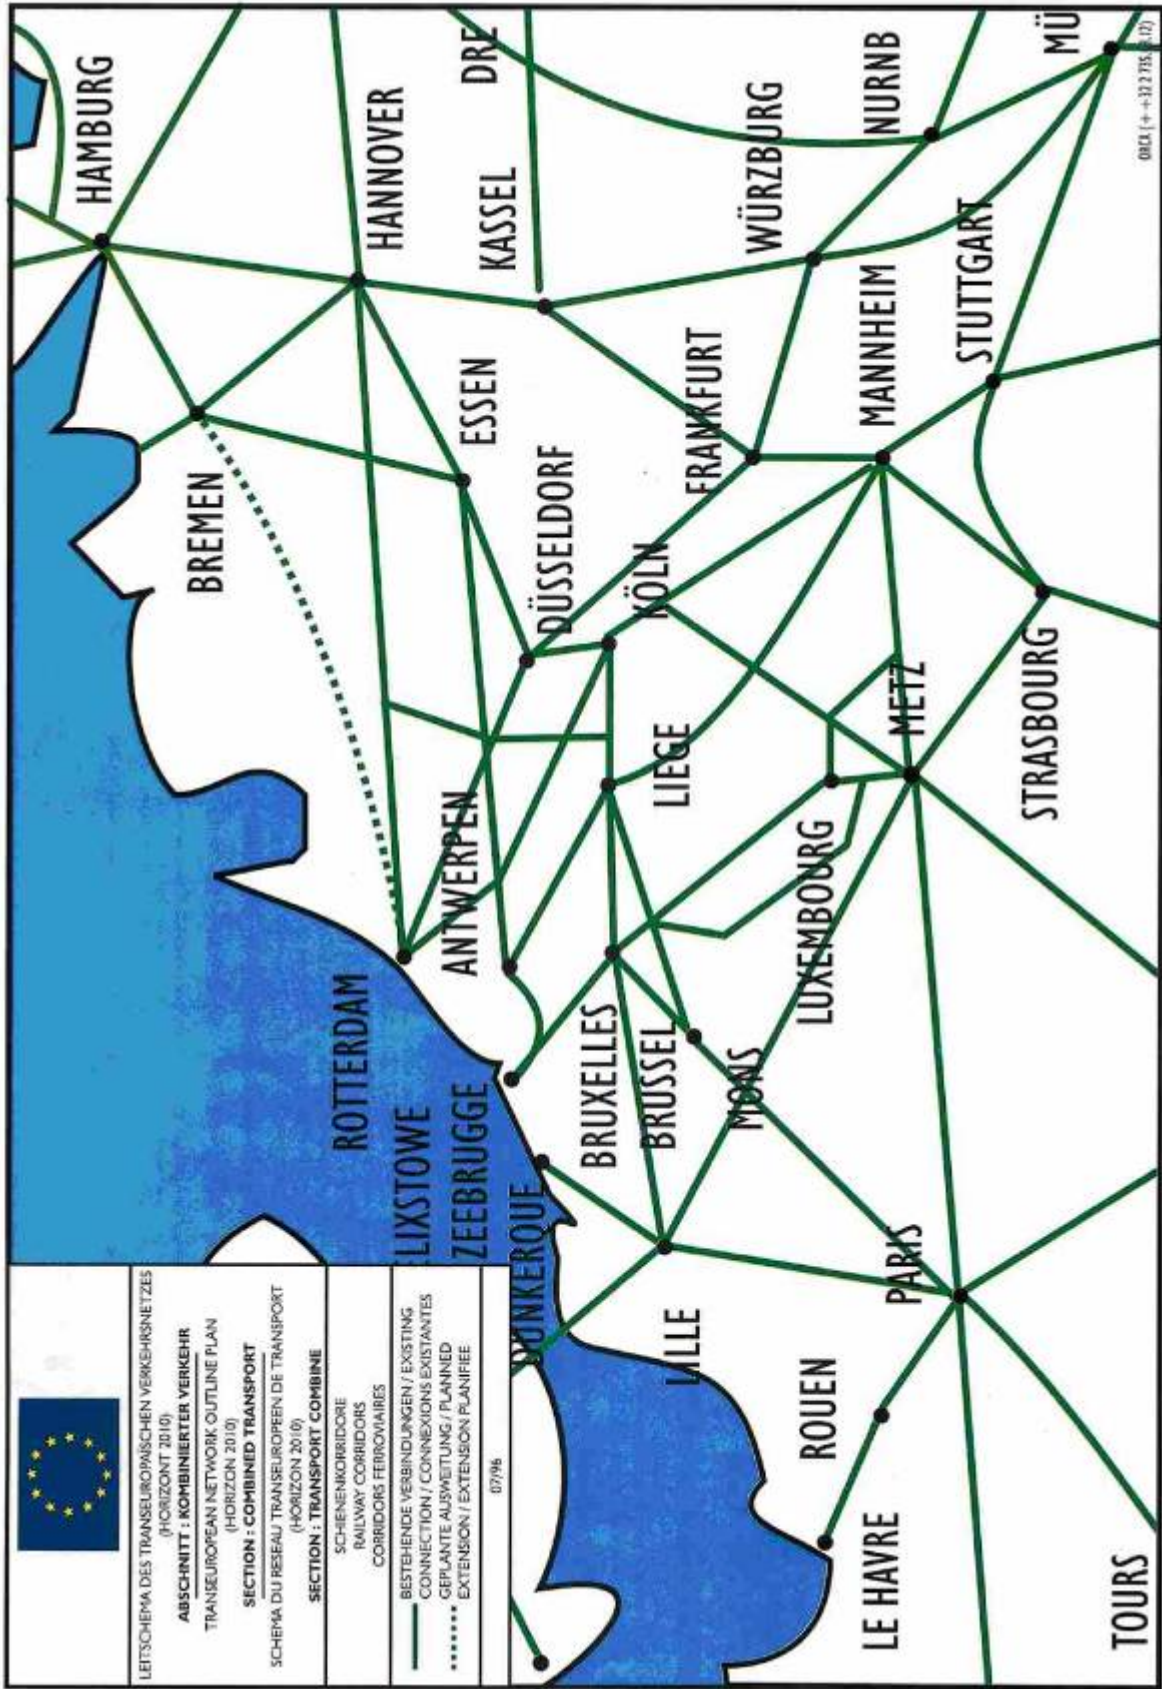 LEITSCHEMA DES TRANSEUROPAÏSCHEN VERKEHRSNETZES
(HORIZONT 2010)
ABSCHNITT : KOMBINIERTER VERKEHR
TRANSEUROPEAN NETWORK OUTLINE PLAN
(HORIZON 2010)
SECTION : COMBINED TRANSPORT
SCHEMA DU RESEAU TRANSEUROPEEN DE TRANSPORT
(HORIZON 2010)
SECTION : TRANSPORT COMBINE
SCHIENENKORRIDORE
RAILWAY CORRIDORS
CORRIDORS FERROVIAIRES
BESTEHENDE VERBINDUNGEN / EXISTING
CONNECTION / CONNEXIONS EXISTANTES
GEPLANTE AUSWEITUNG / PLANNED
EXTENSION / EXTENSION PLANIFIEE
07/96
HAMBURG
BREMEN
HANNOVER
DRE
KASSEL
ESSEN
ROTTERDAM
ANTWERPEN
DÜSSELDORF
KÖLN
FRANKFURT
WÜRZBURG
NURNB
MÜ
MANNHEIM
STUTTGART
ELIXSTOWE
ZEEBRUGGE
DUNKERQUE
BRUXELLES
BRUSSEL
LIEGE
MONS
LUXEMBOURG
METZ
STRASBOURG
LILLE
PARIS
ROUEN
LE HAVRE
TOURS